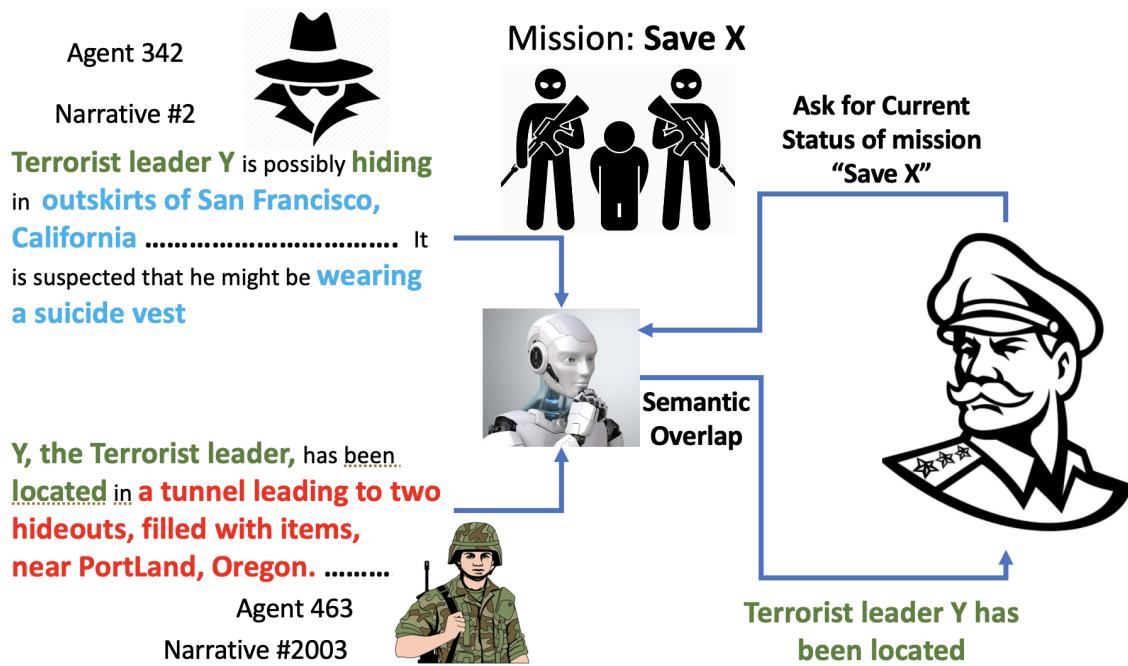 Agent 342
Narrative #2
Terrorist leader Y is possibly hiding
in outskirts of San Francisco,
California ……………………………. It
is suspected that he might be wearing
a suicide vest
Mission: Save X
Ask for Current
Status of mission
“Save X”
Semantic
Overlap
Y, the Terrorist leader, has been
located in a tunnel leading to two
hideouts, filled with items,
near PortLand, Oregon. ………
Agent 463
Narrative #2003
Terrorist leader Y has
been located